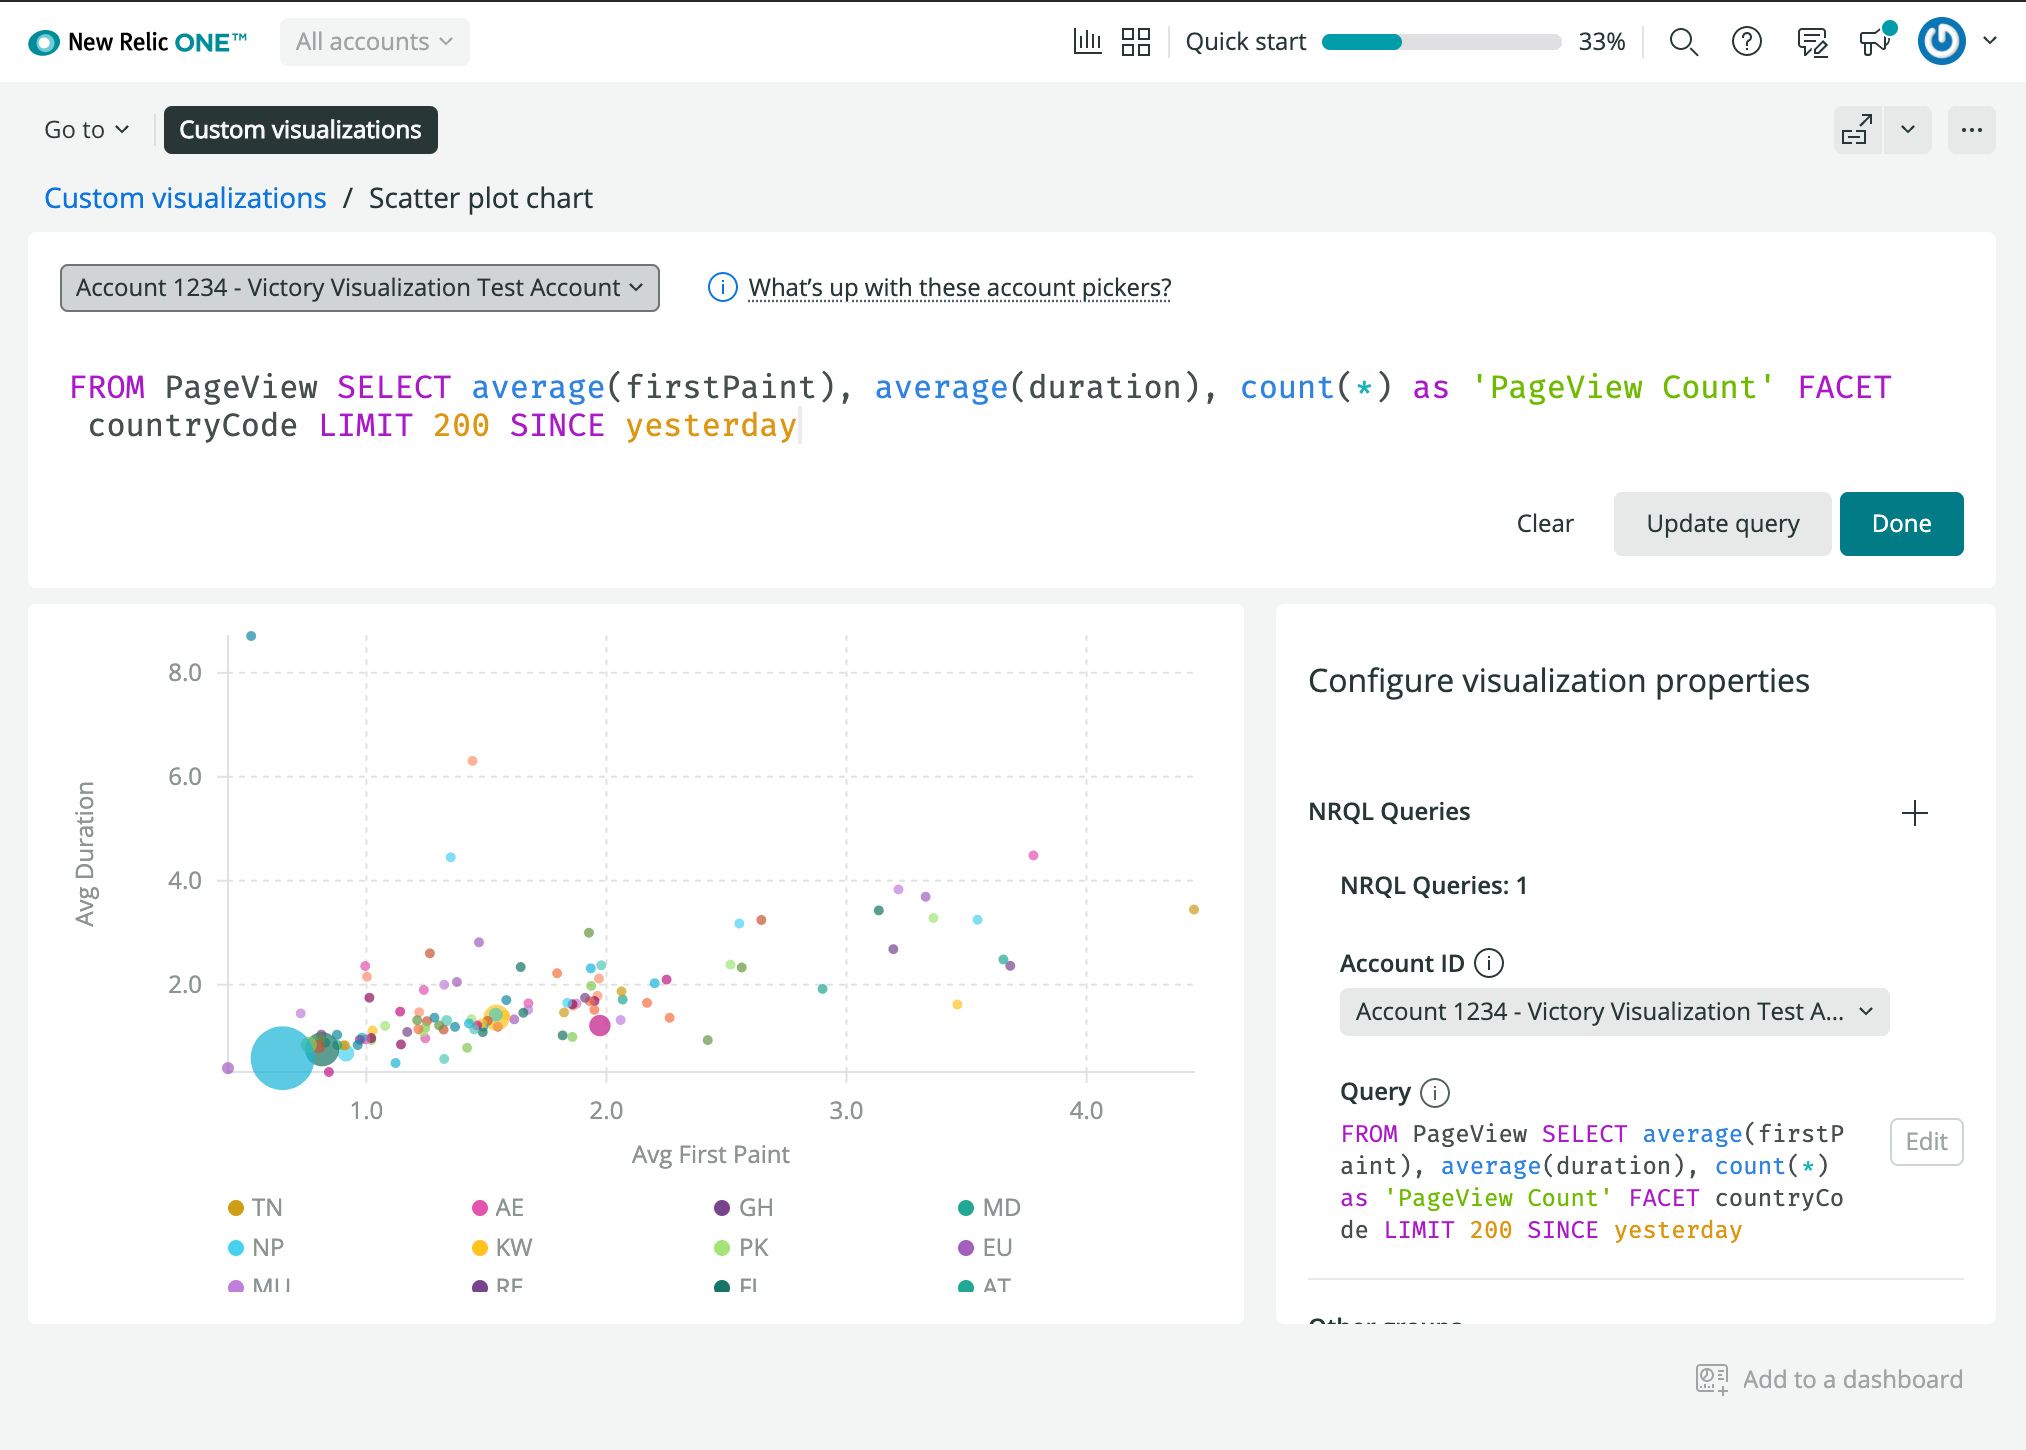 New Relic ONE™
All accounts
Quick start 33%
Go to
Custom visualizations
Custom visualizations / Scatter plot chart
Account 1234 - Victory Visualization Test Account
What's up with these account pickers?
FROM PageView SELECT average(firstPaint), average(duration), count(*) as 'PageView Count' FACET
countryCode LIMIT 200 SINCE yesterday
Clear
Update query
Done
8.0
6.0
4.0
2.0
Avg Duration
1.0 2.0 3.0 4.0
Avg First Paint
TN AE GH MD
NP KW PK EU
MU RE FI AT
Configure visualization properties
NRQL Queries
NRQL Queries: 1
Account ID
Account 1234 - Victory Visualization Test A...
Query
FROM PageView SELECT average(firstP
aint), average(duration), count(*)
as 'PageView Count' FACET countryCo
de LIMIT 200 SINCE yesterday
Edit
Other groups
Add to a dashboard